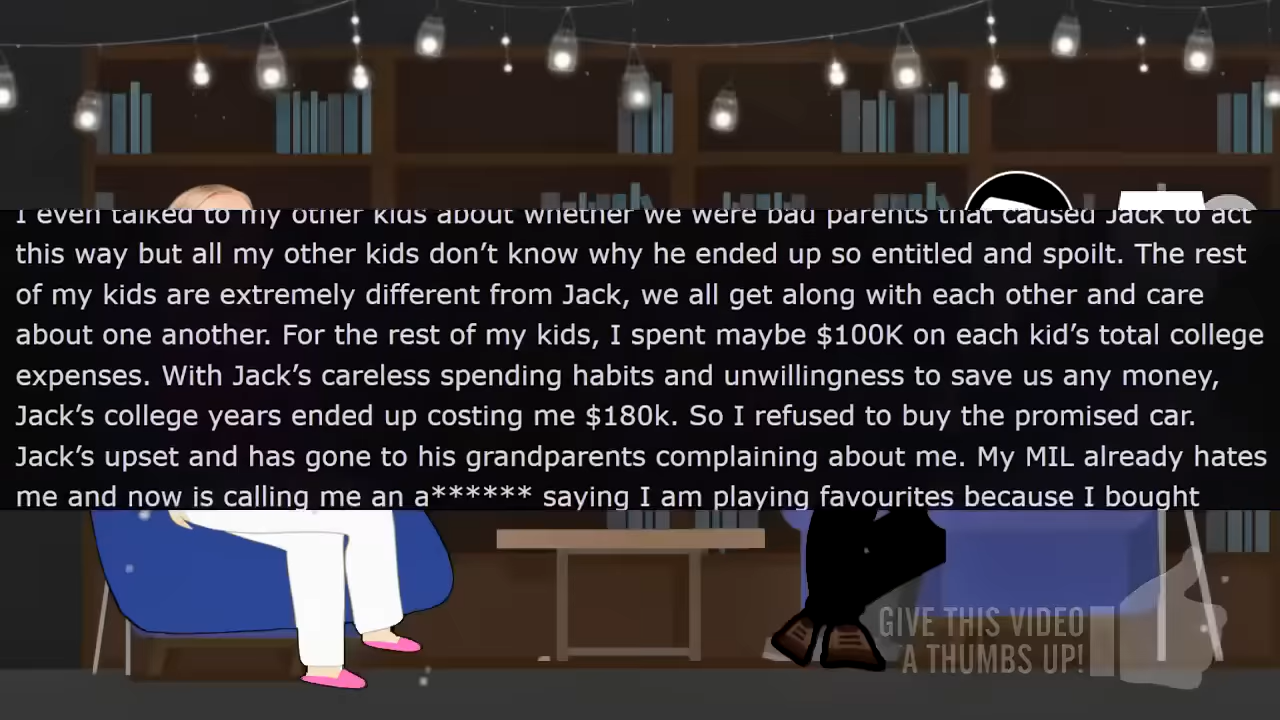 I even talked to my other kids about whether we were bad parents that caused Jack to act
this way but all my other kids don’t know why he ended up so entitled and spoilt. The rest
of my kids are extremely different from Jack, we all get along with each other and care
about one another. For the rest of my kids, I spent maybe $100K on each kid’s total college
expenses. With Jack’s careless spending habits and unwillingness to save us any money,
Jack’s college years ended up costing me $180k. So I refused to buy the promised car.
Jack’s upset and has gone to his grandparents complaining about me. My MIL already hates
me and now is calling me an a****** saying I am playing favourites because I bought
GIVE THIS VIDEO
A THUMBS UP!